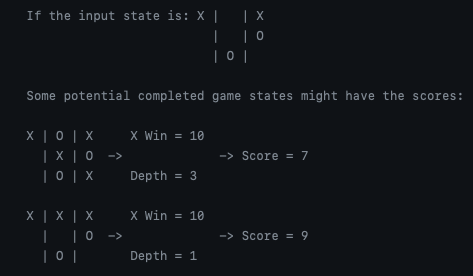 If the input state is: X |   | X
                         |   | O
                         | O |
Some potential completed game states might have the scores:
X | O | X     X Win = 10
  | X | O  ->            -> Score = 7
  | O | X     Depth = 3
X | X | X     X Win = 10
  |   | O  ->            -> Score = 9
  | O |       Depth = 1